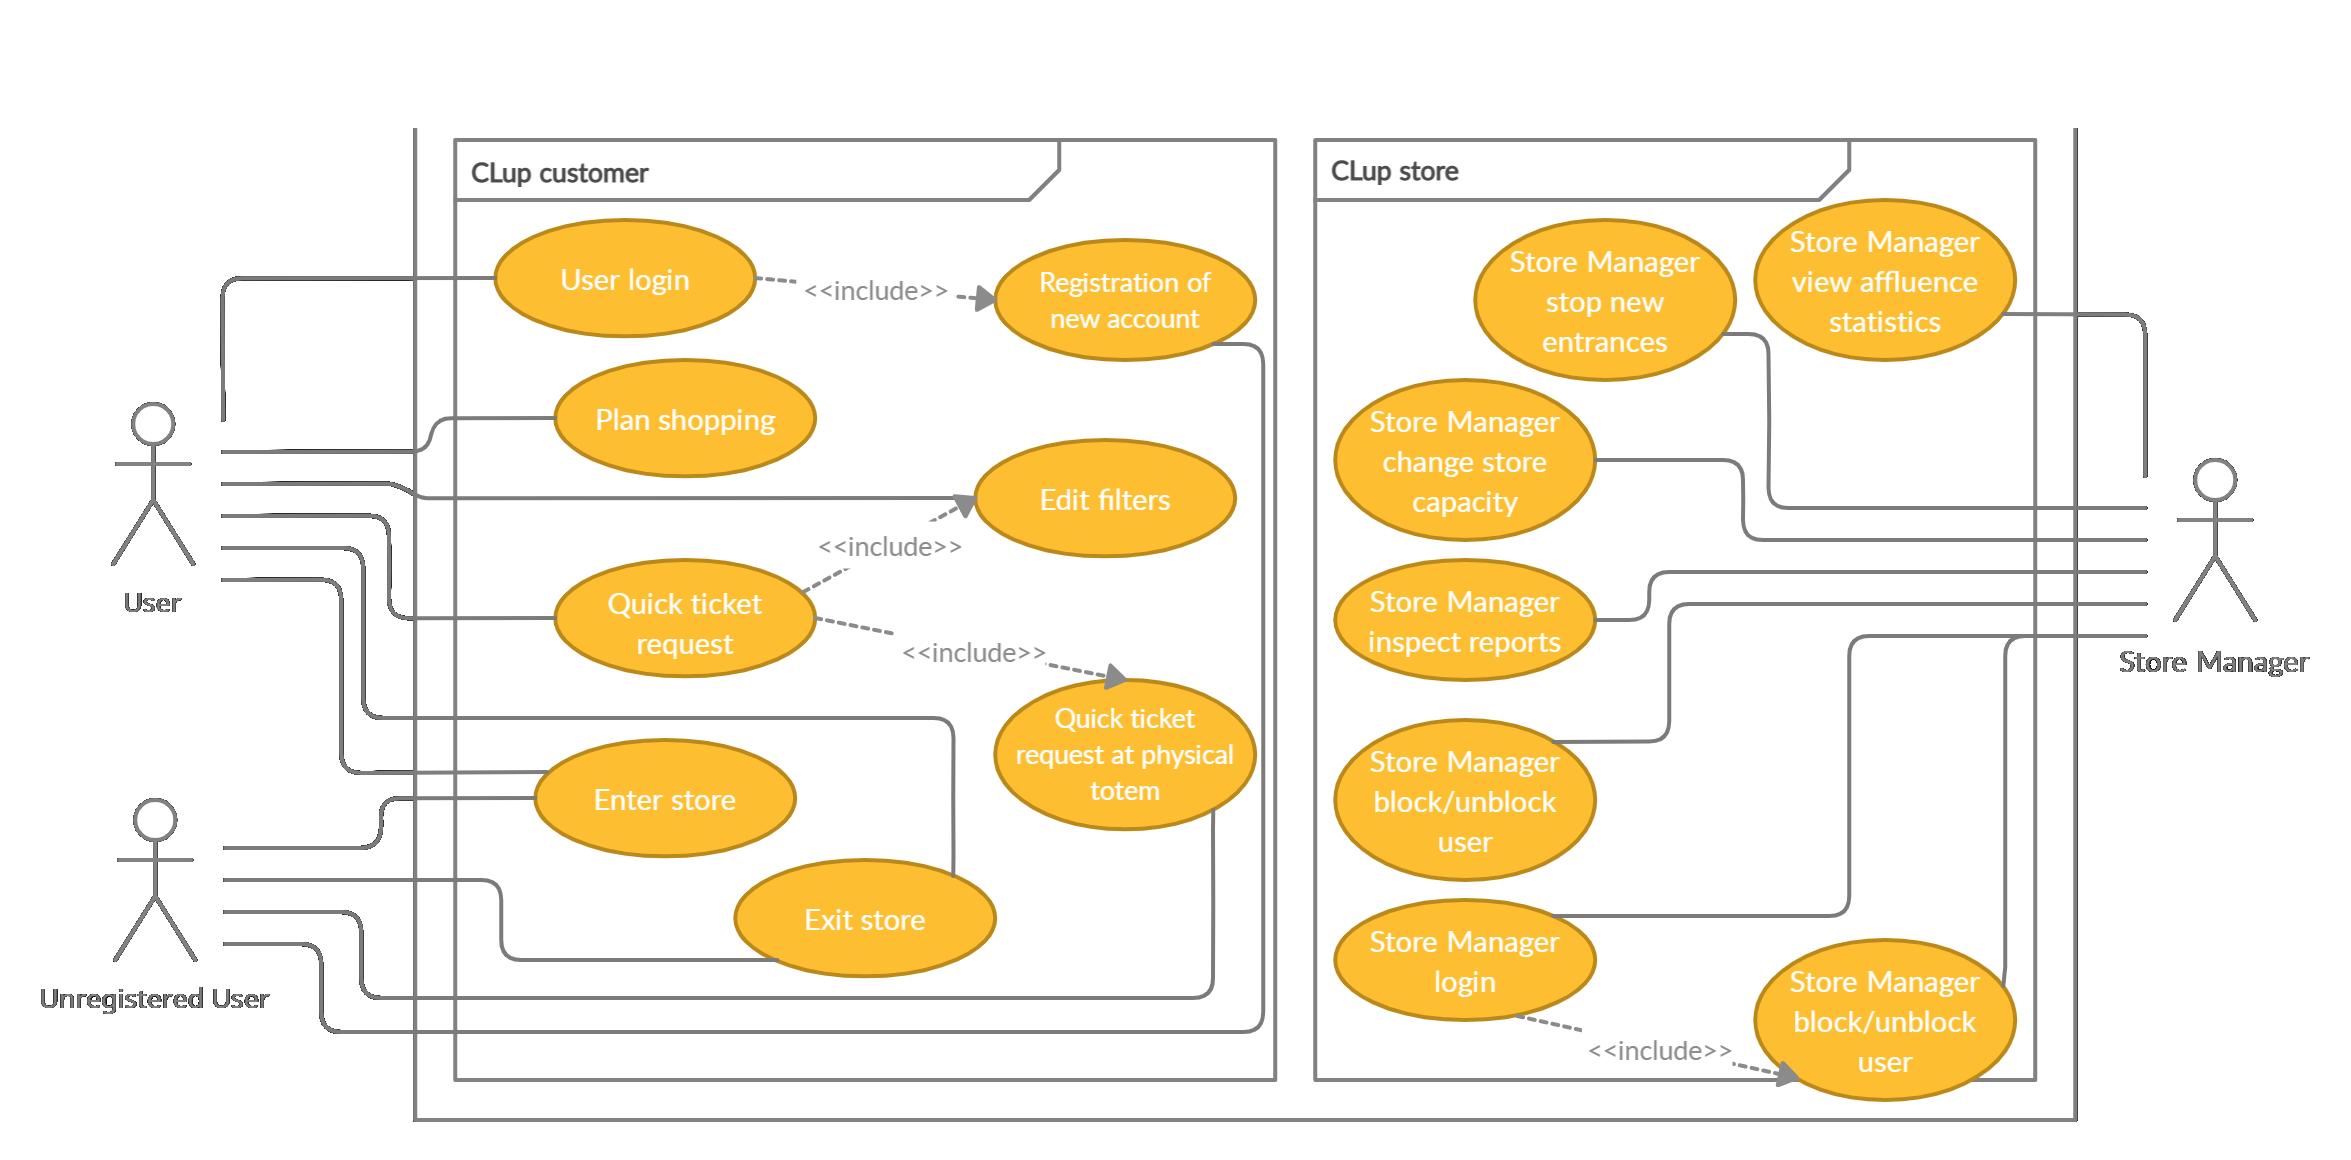 CLup customer
User login
<<include>>
Registration of
new account
Plan shopping
Edit filters
<<include>>
Quick ticket
request
<<include>>
Quick ticket
request at physical
totem
Enter store
Exit store
User
Unregistered User
CLup store
Store Manager
stop new
entrances
Store Manager
view affluence
statistics
Store Manager
change store
capacity
Store Manager
inspect reports
Store Manager
block/unblock
user
Store Manager
login
<<include>>
Store Manager
block/unblock
user
Store Manager